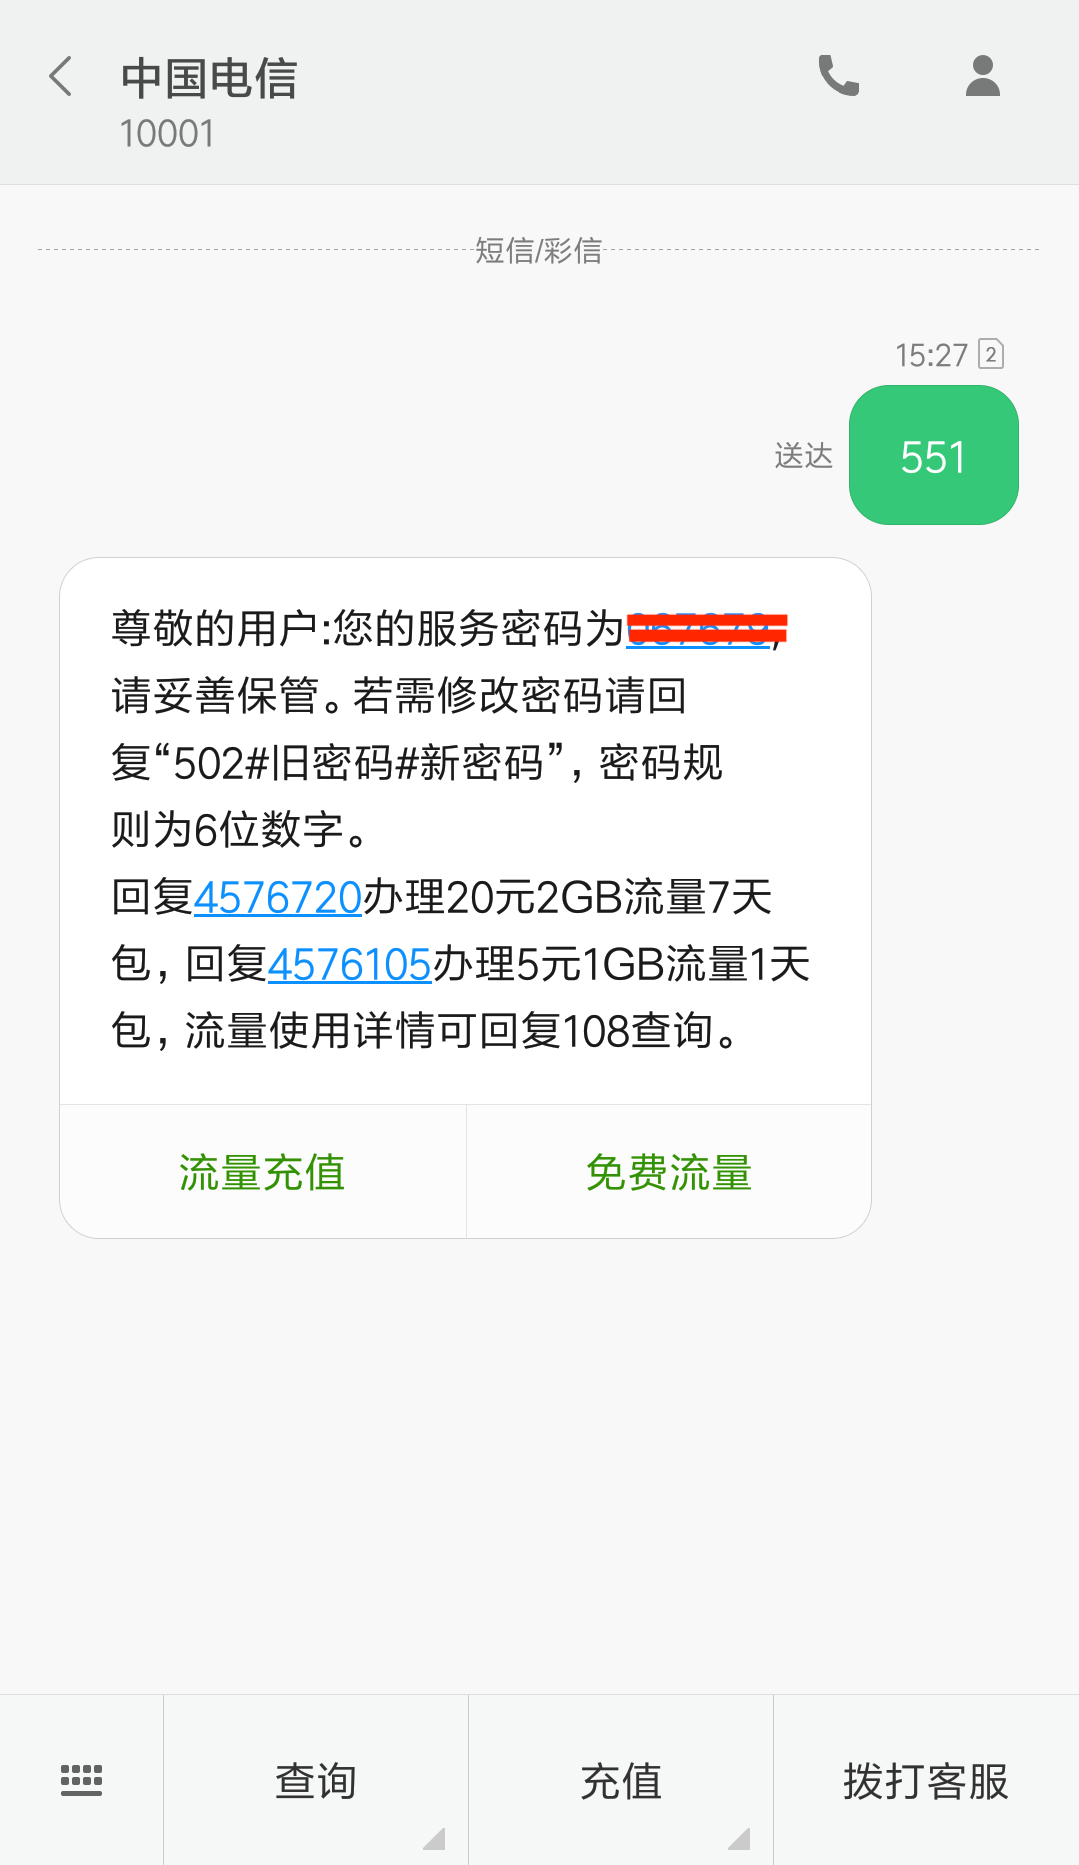 中国电信
10001
短信/彩信
15:27 2
送达 551
尊敬的用户:您的服务密码为
请妥善保管。若需修改密码请回
复“502#旧密码#新密码”，密码规
则为6位数字。
回复4576720办理20元2GB流量7天
包，回复4576105办理5元1GB流量1天
包，流量使用详情可回复108查询。
流量充值 免费流量
查询 充值 拨打客服